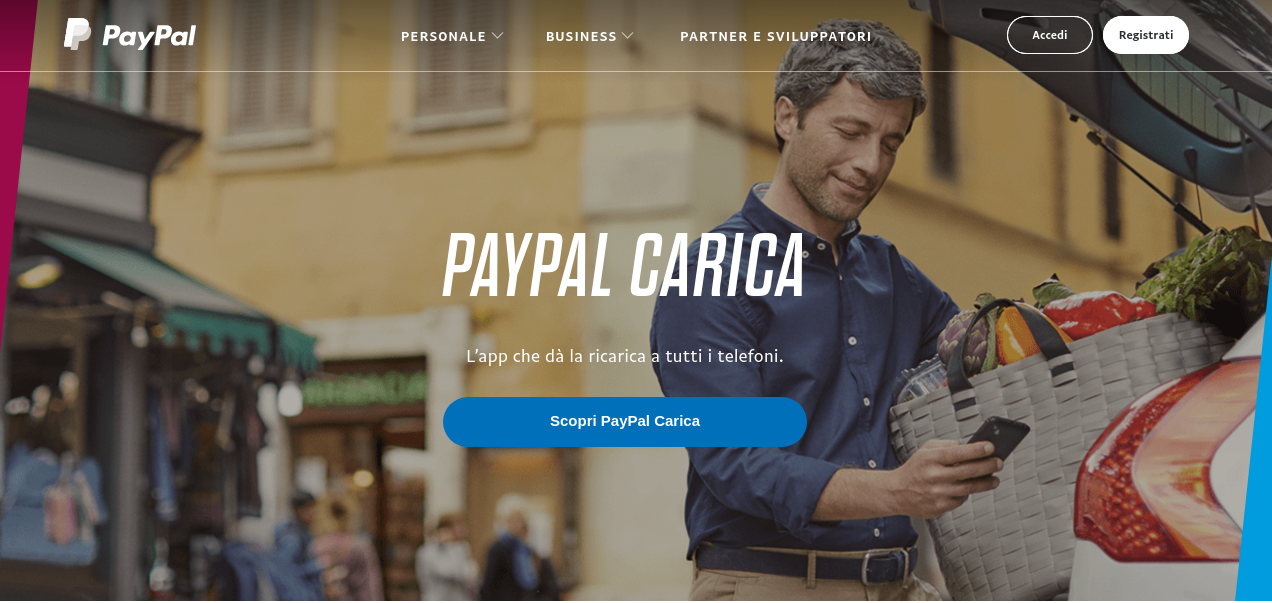 PayPal
PERSONALE
BUSINESS
PARTNER E SVILUPPATORI
Accedi
Registrati
PAYPAL CARICA
L'app che dà la ricarica a tutti i telefoni.
Scopri PayPal Carica